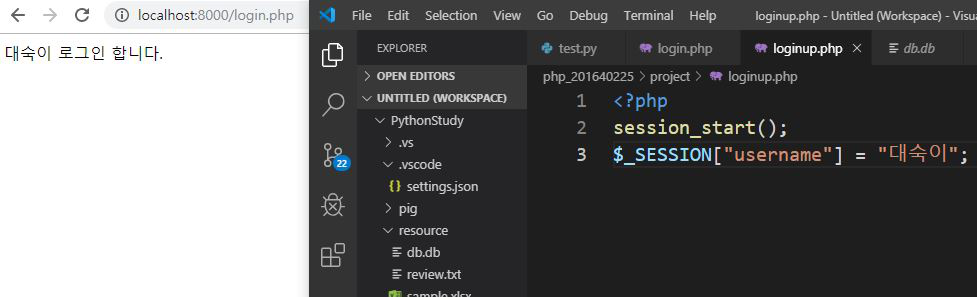 localhost:8000/login.php
대숙이 로그인 합니다.
File Edit Selection View Go Debug Terminal Help loginup.php - Untitled (Workspace) - Visua
EXPLORER
OPEN EDITORS
UNTITLED (WORKSPACE)
PythonStudy
.vs
.vscode
settings.json
pig
resource
db.db
review.txt
sample.xlsx
22
test.py login.php loginup.php db.db
php_201640225 > project > loginup.php
1 <?php
2 session_start();
3 $_SESSION["username"] = "대숙이";